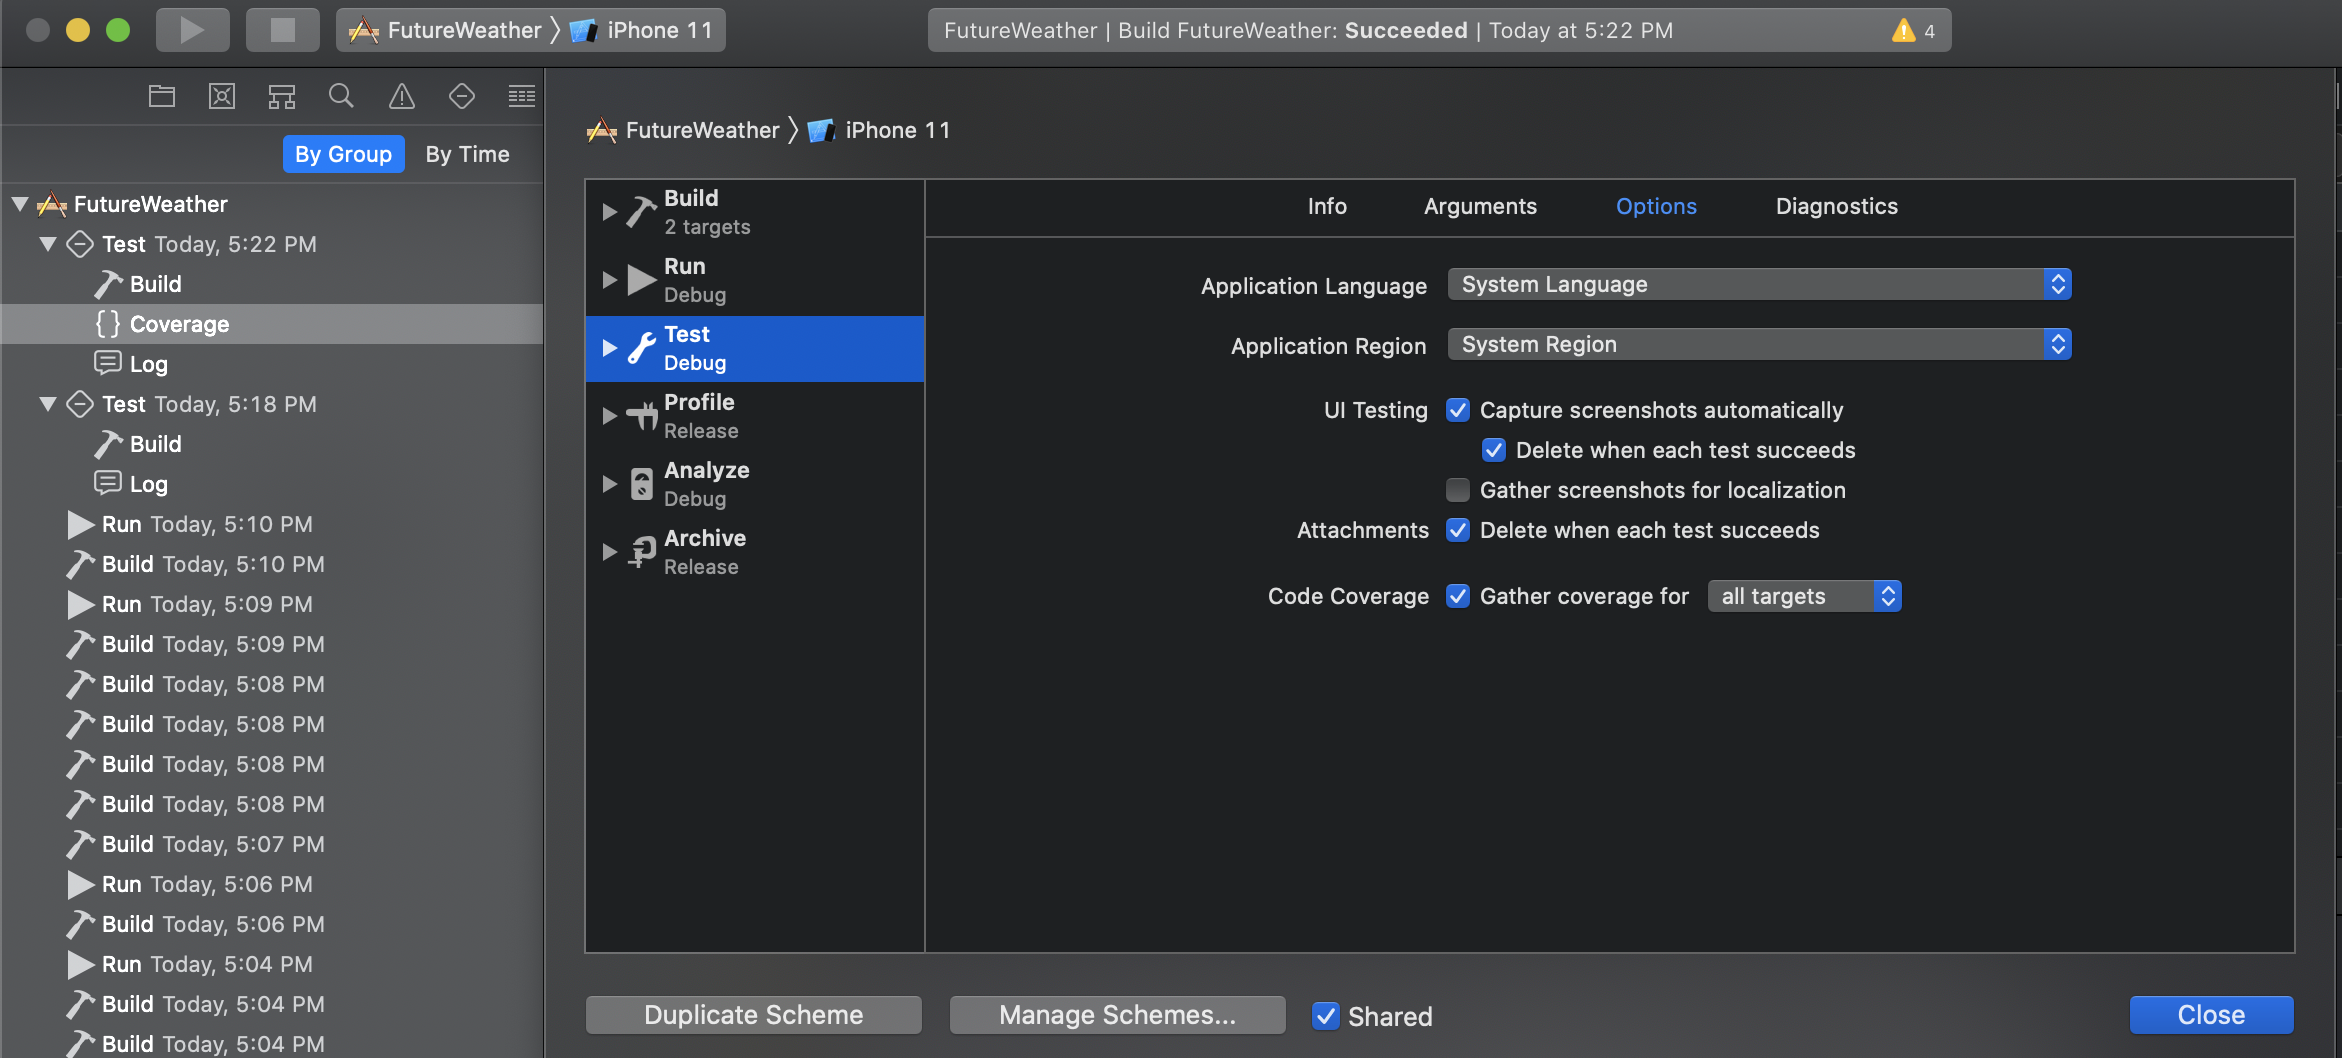 FutureWeather 〉 iPhone 11
FutureWeather | Build FutureWeather: Succeeded | Today at 5:22 PM
4
By Group
By Time
FutureWeather
Test Today, 5:22 PM
Build
Coverage
Log
Test Today, 5:18 PM
Build
Log
Run Today, 5:10 PM
Build Today, 5:10 PM
Run Today, 5:09 PM
Build Today, 5:09 PM
Build Today, 5:08 PM
Build Today, 5:08 PM
Build Today, 5:08 PM
Build Today, 5:08 PM
Build Today, 5:07 PM
Run Today, 5:06 PM
Build Today, 5:06 PM
Run Today, 5:04 PM
Build Today, 5:04 PM
Build Today, 5:04 PM
FutureWeather 〉 iPhone 11
Build
2 targets
Run
Debug
Test
Debug
Profile
Release
Analyze
Debug
Archive
Release
Info
Arguments
Options
Diagnostics
Application Language System Language
Application Region System Region
UI Testing Capture screenshots automatically
Delete when each test succeeds
Gather screenshots for localization
Attachments Delete when each test succeeds
Code Coverage Gather coverage for all targets
Duplicate Scheme
Manage Schemes...
Shared
Close